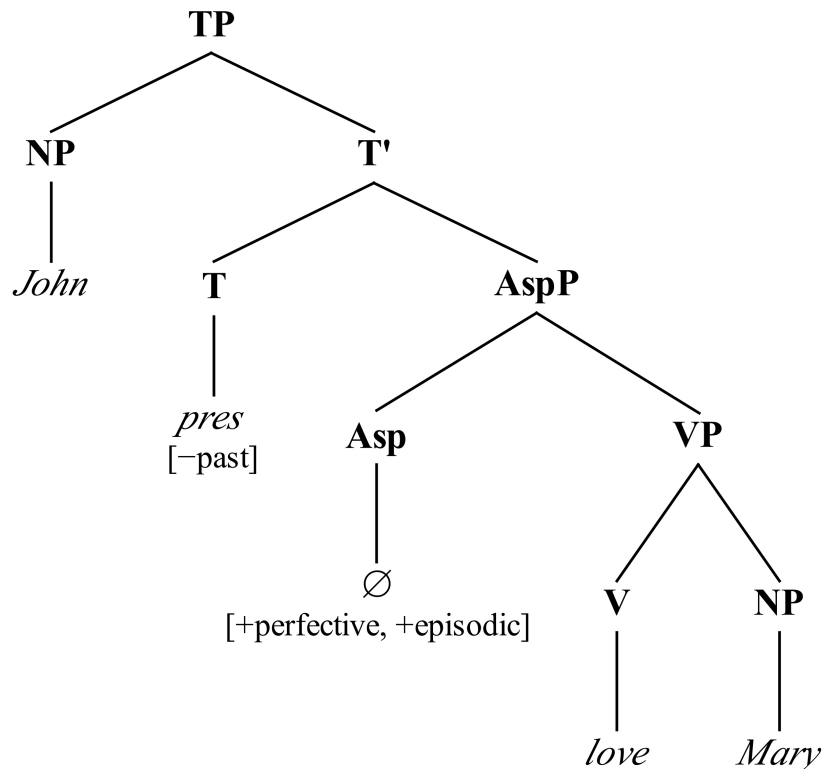 TP
NP T'
John T AspP
pres
[−past]
Asp VP
∅
[+perfective, +episodic]
V NP
love Mary